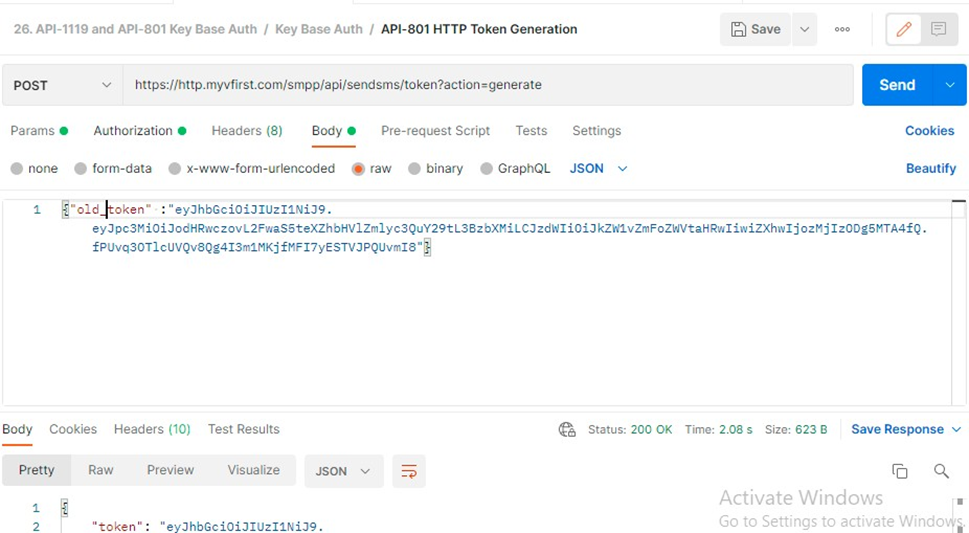 26. API-1119 and API-801 Key Base Auth / Key Base Auth / API-801 HTTP Token Generation
Save
POST
https://http.myvfirst.com/smpp/api/sendsms/token?action=generate
Send
Params Authorization Headers (8) Body Pre-request Script Tests Settings Cookies
none form-data x-www-form-urlencoded raw binary GraphQL JSON Beautify
1 {"old_token" :"eyJhbGciOiJIUzI1NiJ9.
eyJpc3MiOiJodHRwczovL2FwaS5teXZhbHVlZmlyc3QuY29tL3BzbXMiLCJzdWIiOiJkZW1vZmFoZWVtaHRwIiwiZXhwIjozMjIzODg5MTA4fQ.
fPUvq3OTlcUVQv8Qg4I3m1MKjfMFI7yESTVJPQUvmI8"}
Body Cookies Headers (10) Test Results Status: 200 OK Time: 2.08 s Size: 623 B Save Response
Pretty Raw Preview Visualize JSON
1 {
2 "token": "eyJhbGciOiJIUzI1NiJ9.
Activate Windows
Go to Settings to activate Windows.